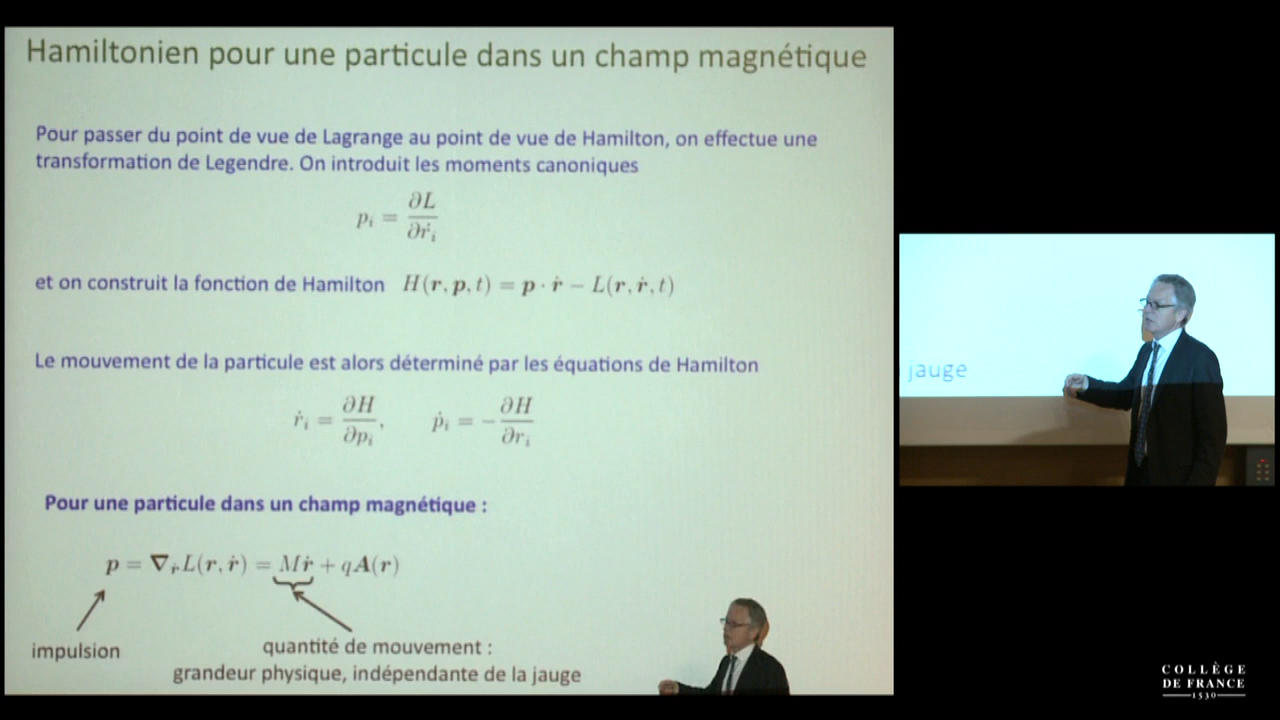 Hamiltonien pour une particule dans un champ magnétique
Pour passer du point de vue de Lagrange au point de vue de Hamilton, on effectue une
transformation de Legendre. On introduit les moments canoniques
p_i = ∂L / ∂ṙ_i
et on construit la fonction de Hamilton H(r, p, t) = p · ṙ − L(r, ṙ, t)
Le mouvement de la particule est alors déterminé par les équations de Hamilton
ṙ_i = ∂H / ∂p_i, ṗ_i = − ∂H / ∂r_i
Pour une particule dans un champ magnétique :
p = ∇_ṙ L(r, ṙ) = Mṙ + qA(r)
impulsion
quantité de mouvement :
grandeur physique, indépendante de la jauge
jauge
COLLÈGE
DE FRANCE
1530